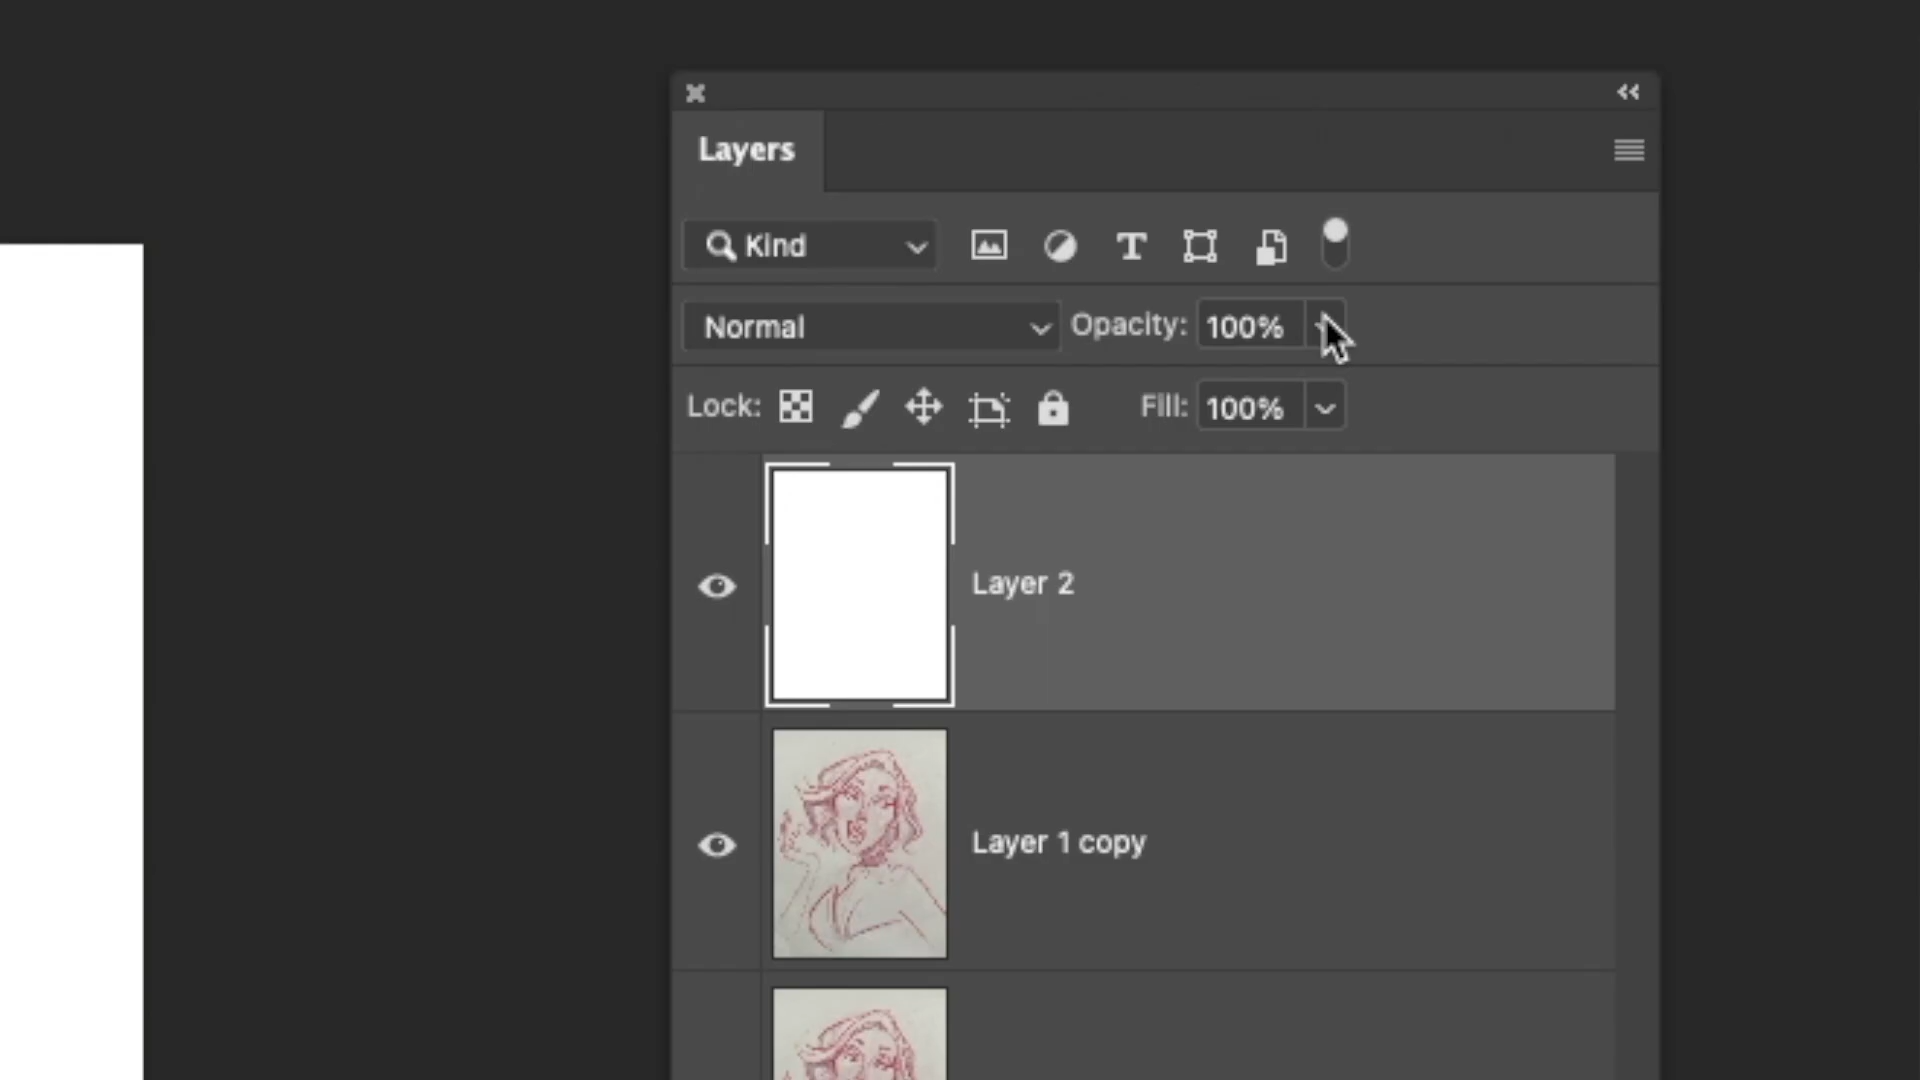 Layers
Kind
Normal Opacity: 100%
Lock: Fill: 100%
Layer 2
Layer 1 copy